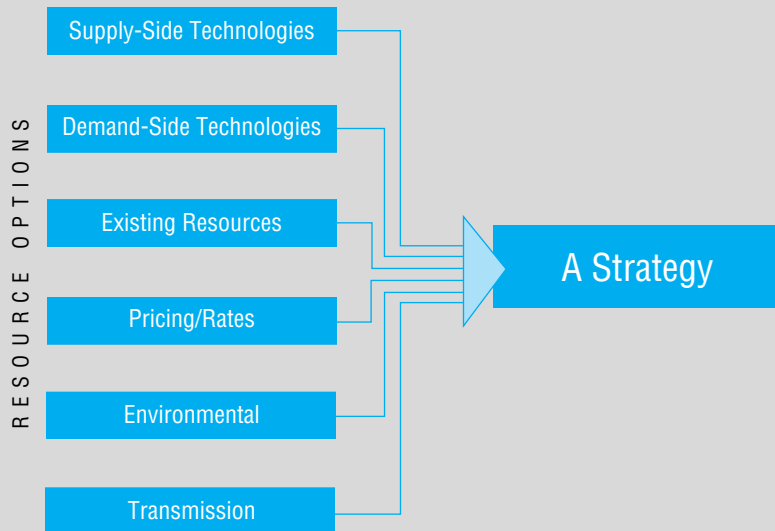 RESOURCE OPTIONS
Supply-Side Technologies
Demand-Side Technologies
Existing Resources
Pricing/Rates
Environmental
Transmission
A Strategy